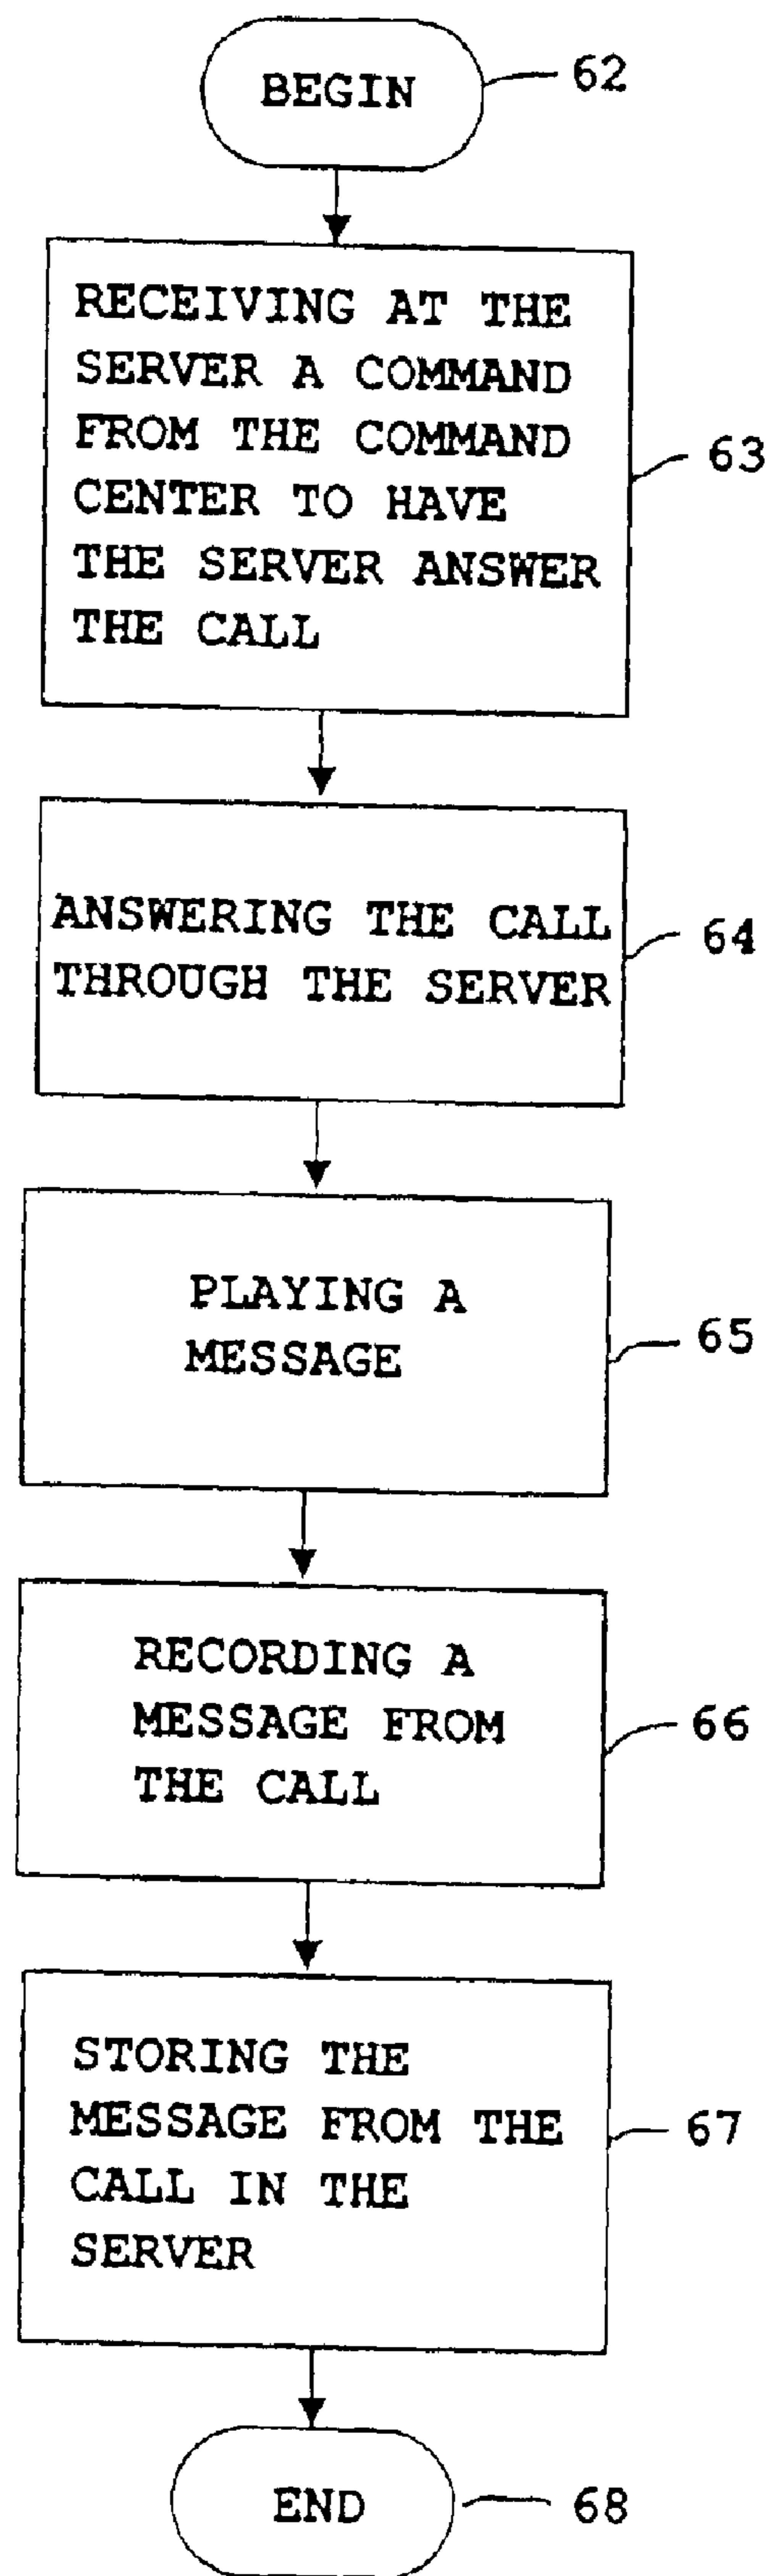 BEGIN
62
RECEIVING AT THE
SERVER A COMMAND
FROM THE COMMAND
CENTER TO HAVE
THE SERVER ANSWER
THE CALL
63
ANSWERING THE CALL
THROUGH THE SERVER
64
PLAYING A
MESSAGE
65
RECORDING A
MESSAGE FROM
THE CALL
66
STORING THE
MESSAGE FROM THE
CALL IN THE
SERVER
67
END
68